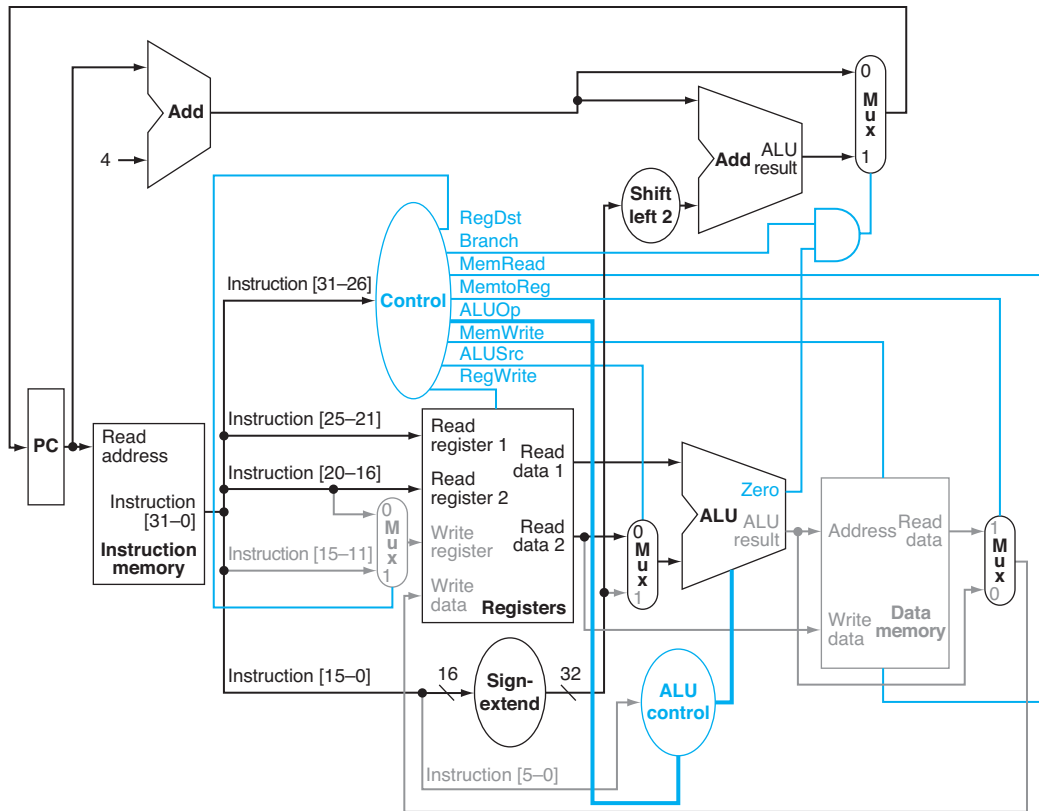 0
M
u
x
1
Add
4
Add
ALU
result
Shift
left 2
RegDst
Branch
MemRead
MemtoReg
ALUOp
MemWrite
ALUSrc
RegWrite
Control
Instruction [31–26]
PC
Read
address
Instruction
[31–0]
Instruction
memory
Instruction [25–21]
Instruction [20–16]
Instruction [15–11]
0
M
u
x
1
Read
register 1
Read
register 2
Write
register
Write
data
Read
data 1
Read
data 2
Registers
0
M
u
x
1
Zero
ALU
ALU
result
Address
Read
data
Write
data
Data
memory
1
M
u
x
0
Instruction [15–0]
16
Sign-
extend
32
ALU
control
Instruction [5–0]